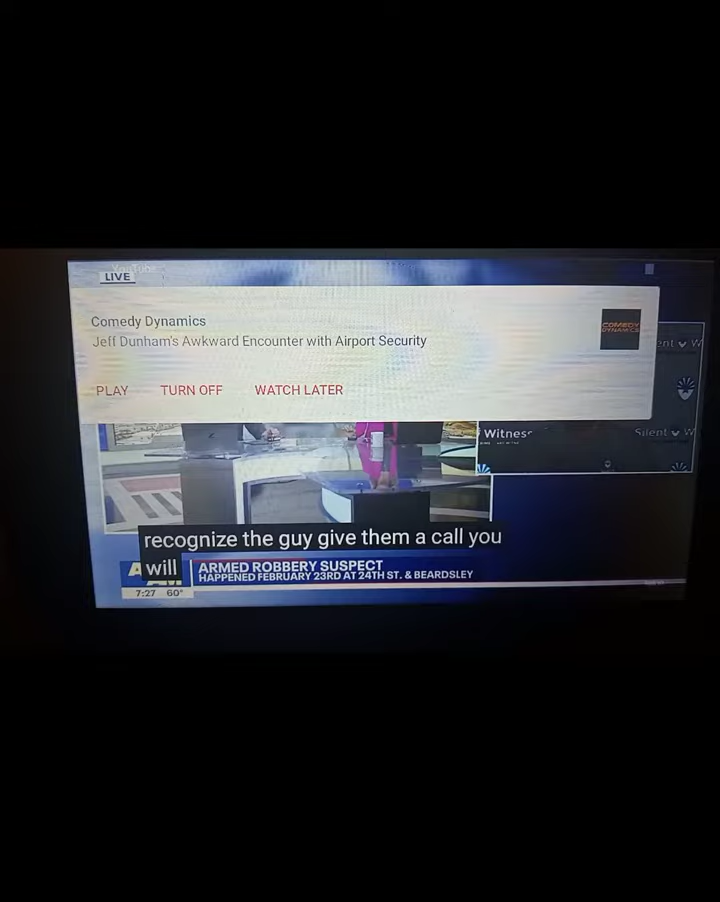 LIVE
Comedy Dynamics
Jeff Dunham's Awkward Encounter with Airport Security
COMEDY
DYNAMICS
PLAY TURN OFF WATCH LATER
Witness
Silent W
recognize the guy give them a call you
will
ARMED ROBBERY SUSPECT
HAPPENED FEBRUARY 23RD AT 24TH ST. & BEARDSLEY
7:27 60°